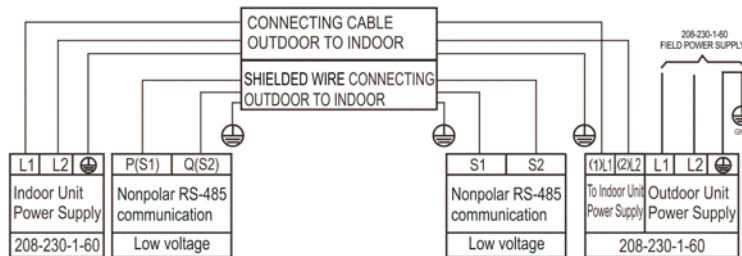 CONNECTING CABLE
OUTDOOR TO INDOOR
SHIELDED WIRE CONNECTING
OUTDOOR TO INDOOR
208-230-1-60
FIELD POWER SUPPLY
L1 L2
Indoor Unit
Power Supply
208-230-1-60
P(S1) Q(S2)
Nonpolar RS-485
communication
Low voltage
S1 S2
Nonpolar RS-485
communication
Low voltage
(1)L1 (2)L2 L1 L2
To Indoor Unit
Power Supply
Outdoor Unit
Power Supply
208-230-1-60